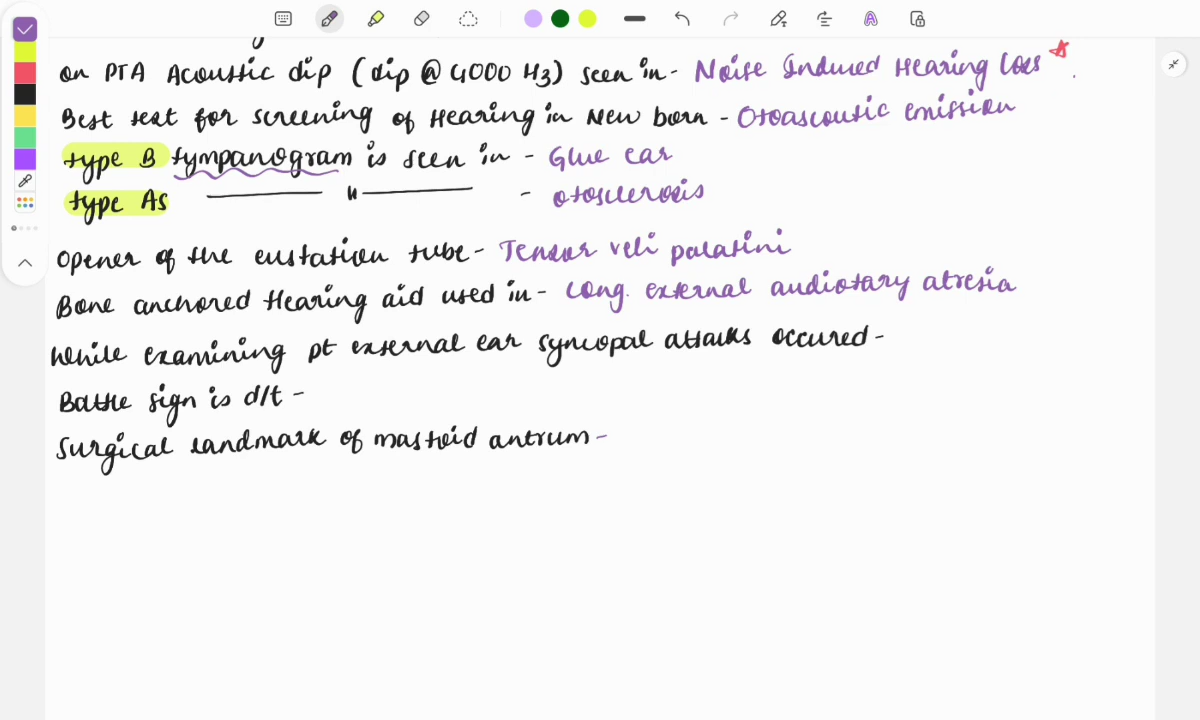 on PTA Acoustic dip (dip @ 4000 Hz) seen in - Noise Induced Hearing loss
Best test for screening of Hearing in New born - Otoascoutic emission
type B tympanogram is seen in - Glue ear
type As —— " —— - otosclerosis
Opener of the eustation tube - Tensor veli palatini
Bone anchored Hearing aid used in - Cong. external audiotary atresia
While examining pt external ear syncopal attacks occured -
Battle sign is d/t -
Surgical landmark of mastoid antrum -